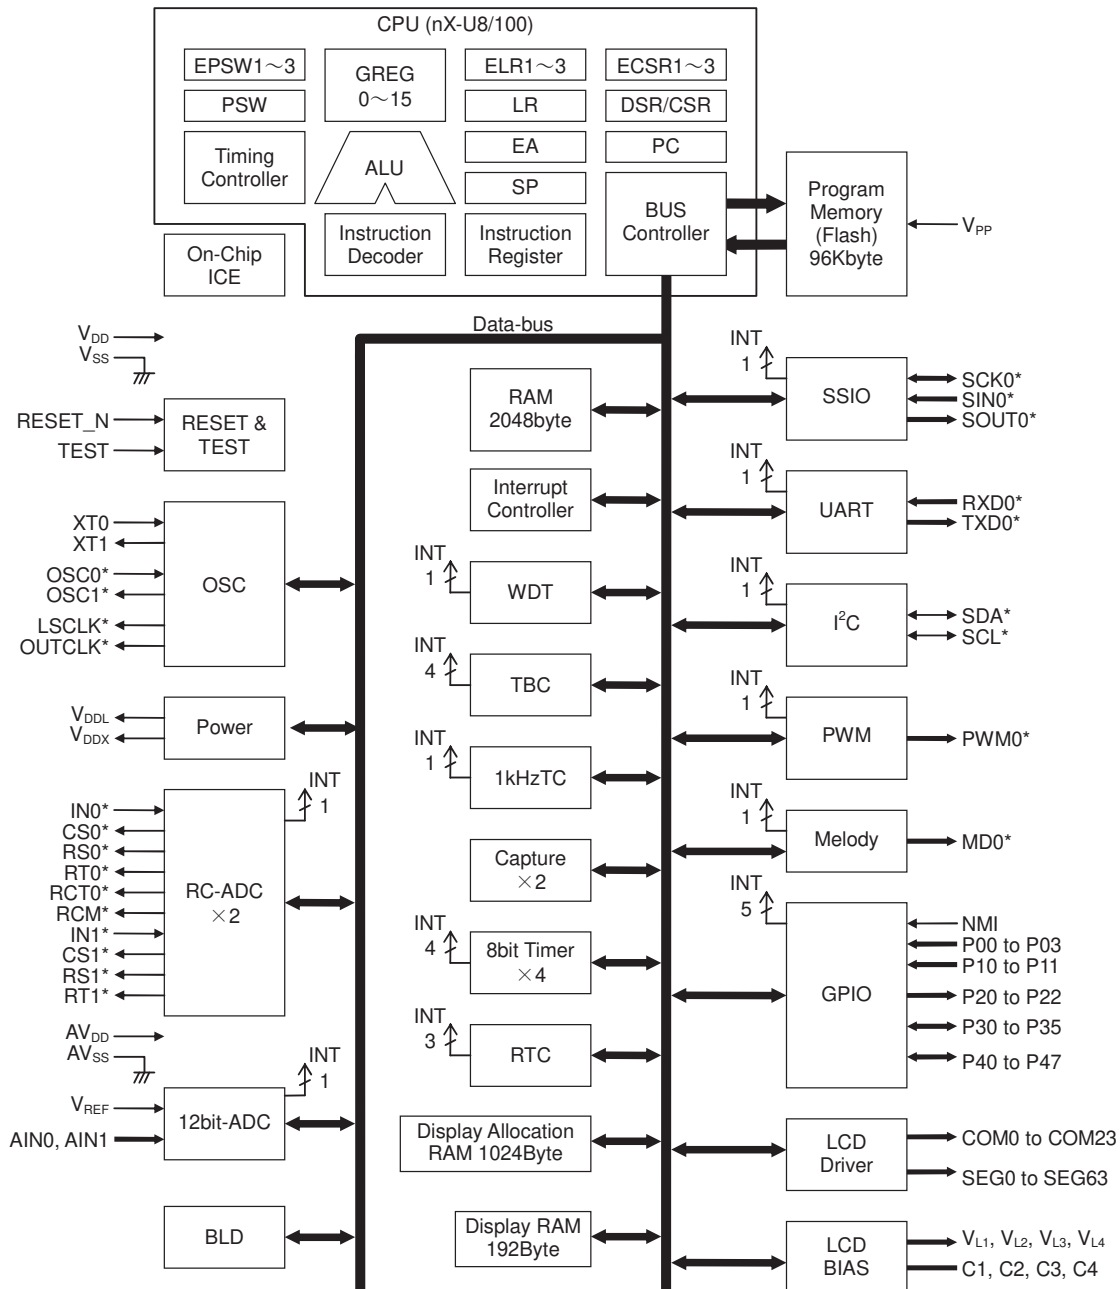 CPU (nX-U8/100)
EPSW1～3
GREG
0～15
ELR1～3
ECSR1～3
PSW
LR
DSR/CSR
Timing
Controller
ALU
EA
PC
SP
BUS
Controller
Program
Memory
(Flash)
96Kbyte
VPP
On-Chip
ICE
Instruction
Decoder
Instruction
Register
Data-bus
VDD
VSS
RESET_N
TEST
RESET &
TEST
XT0
XT1
OSC0*
OSC1*
LSCLK*
OUTCLK*
OSC
VDDL
VDDX
Power
IN0*
CS0*
RS0*
RT0*
RCT0*
RCM*
IN1*
CS1*
RS1*
RT1*
RC-ADC
×2
INT
1
AVDD
AVSS
VREF
AIN0, AIN1
12bit-ADC
INT
1
BLD
RAM
2048byte
Interrupt
Controller
INT
1
WDT
INT
4
TBC
INT
1
1kHzTC
Capture
×2
INT
4
8bit Timer
×4
INT
3
RTC
Display Allocation
RAM 1024Byte
Display RAM
192Byte
INT
1
SSIO
SCK0*
SIN0*
SOUT0*
INT
1
UART
RXD0*
TXD0*
INT
1
I²C
SDA*
SCL*
INT
1
PWM
PWM0*
INT
1
Melody
MD0*
INT
5
GPIO
NMI
P00 to P03
P10 to P11
P20 to P22
P30 to P35
P40 to P47
LCD
Driver
COM0 to COM23
SEG0 to SEG63
LCD
BIAS
VL1, VL2, VL3, VL4
C1, C2, C3, C4